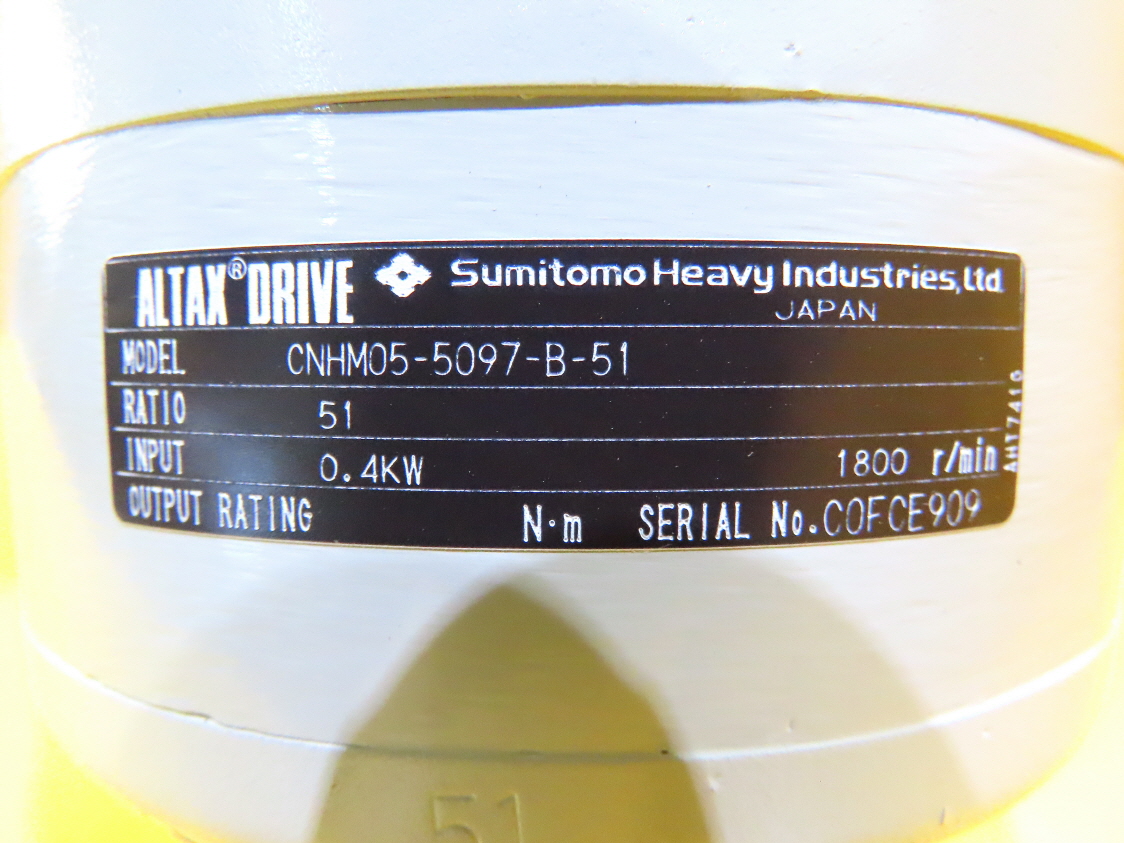 ALTAX® DRIVE Sumitomo Heavy Industries, Ltd.
JAPAN
MODEL CNHM05-5097-B-51
RATIO 51
INPUT 0.4KW 1800 r/min
OUTPUT RATING N·m SERIAL No. COFCE909
AHT7416
51